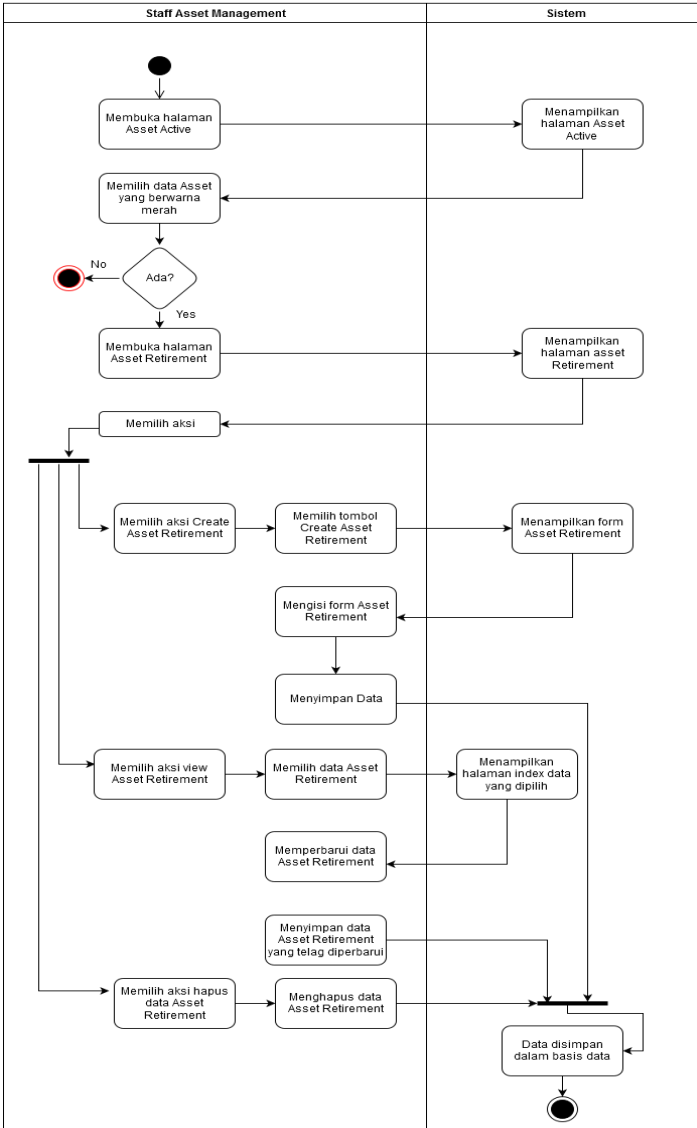 Staff Asset Management
Sistem
Membuka halaman
Asset Active
Menampilkan
halaman Asset
Active
Memilih data Asset
yang berwarna
merah
No
Ada?
Yes
Membuka halaman
Asset Retirement
Menampilkan
halaman asset
Retirement
Memilih aksi
Memilih aksi Create
Asset Retirement
Memilih tombol
Create Asset
Retirement
Menampilkan form
Asset Retirement
Mengisi form Asset
Retirement
Menyimpan Data
Memilih aksi view
Asset Retirement
Memilih data Asset
Retirement
Menampilkan
halaman index data
yang dipilih
Memperbarui data
Asset Retirement
Menyimpan data
Asset Retirement
yang telag diperbarui
Memilih aksi hapus
data Asset
Retirement
Menghapus data
Asset Retirement
Data disimpan
dalam basis data